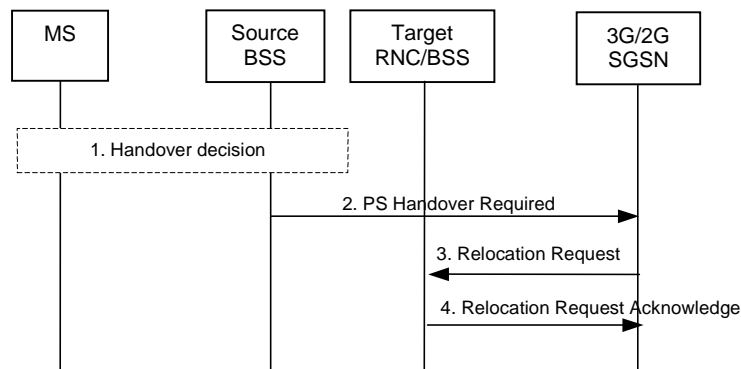 MS
Source
BSS
Target
RNC/BSS
3G/2G
SGSN
1. Handover decision
2. PS Handover Required
3. Relocation Request
4. Relocation Request Acknowledge